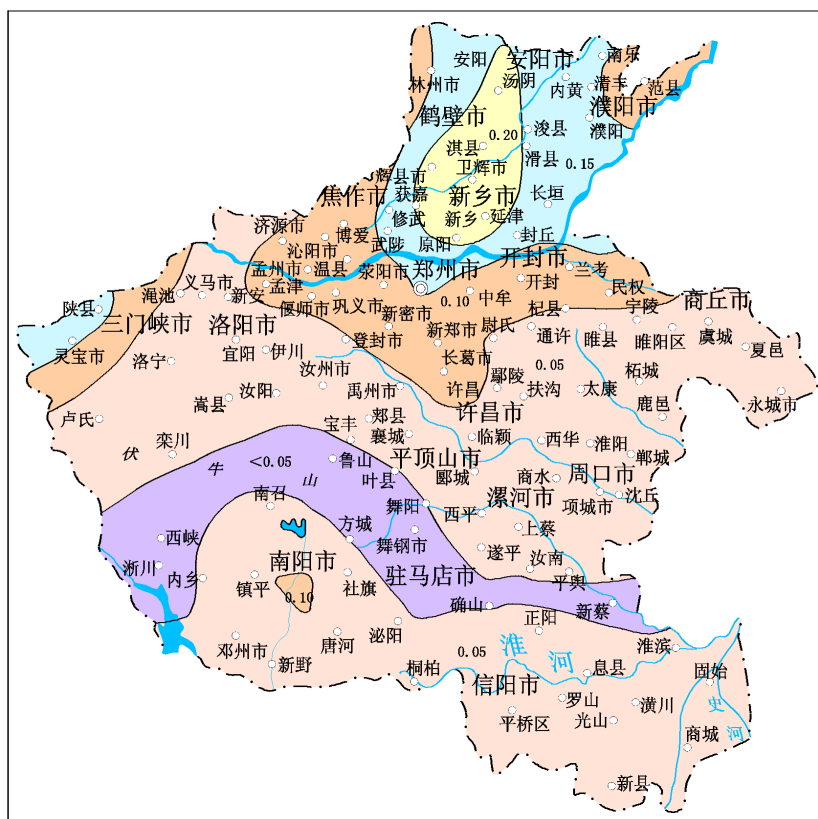 安阳
安阳市
南乐
林州市
汤阴
内黄
清丰
范县
鹤壁市
濮阳市
0.20
浚县
濮阳
淇县
滑县
0.15
辉县市
卫辉市
焦作市
获嘉
新乡市
长垣
济源市
修武
新乡
延津
博爱
武陟
原阳
封丘
沁阳市
开封市
孟州市
温县
荥阳市
郑州市
兰考
义马市
孟津
开封
民权
渑池
新安
偃师市
巩义市
0.10
中牟
商丘市
陕县
三门峡市
洛阳市
新密市
杞县
宁陵
新郑市
尉氏
通许
睢县
睢阳区
虞城
灵宝市
洛宁
宜阳
伊川
登封市
长葛市
0.05
夏邑
汝州市
禹州市
许昌
鄢陵
扶沟
太康
柘城
永城市
卢氏
嵩县
汝阳
郏县
许昌市
鹿邑
宝丰
襄城
临颍
西华
淮阳
郸城
伏
栾川
牛
<0.05
鲁山
平顶山市
山
叶县
郾城
商水
周口市
沈丘
南召
舞阳
漯河市
项城市
西平
方城
上蔡
西峡
舞钢市
遂平
汝南
淅川
南阳市
驻马店市
平舆
内乡
镇平
0.10
社旗
确山
新蔡
正阳
邓州市
唐河
泌阳
淮河
淮滨
新野
桐柏
0.05
息县
固始
信阳市
罗山
潢川
史
平桥区
光山
河
商城
新县